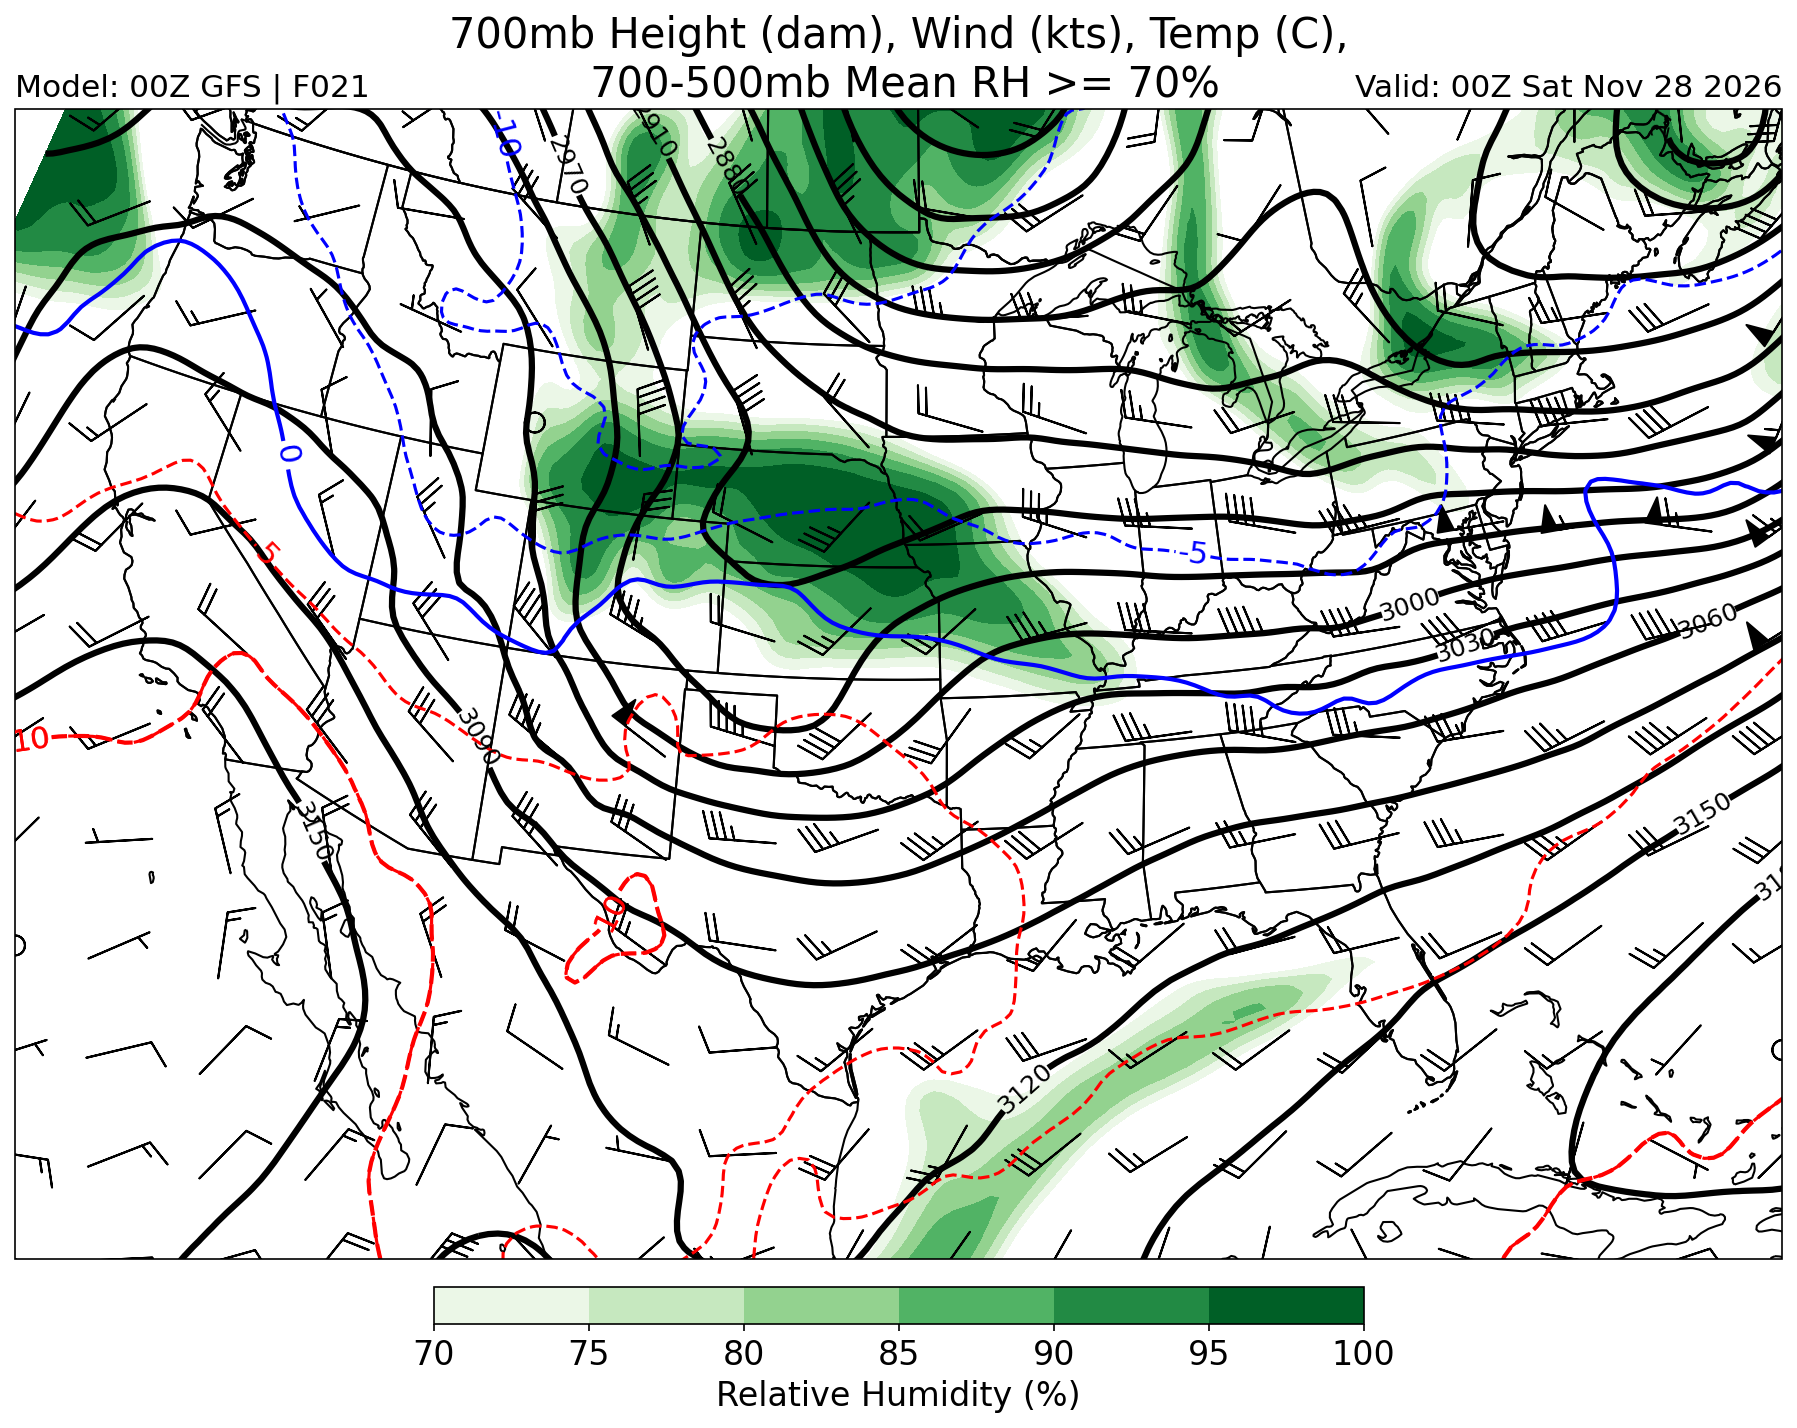 700mb Height (dam), Wind (kts), Temp (C),
700-500mb Mean RH >= 70%
Model: 00Z GFS | F021
Valid: 00Z Sat Nov 28 2026
-10
2970
2910
2880
0
5
-5
3000
3030
3060
10
3090
3150
3150
10
3120
70 75 80 85 90 95 100
Relative Humidity (%)